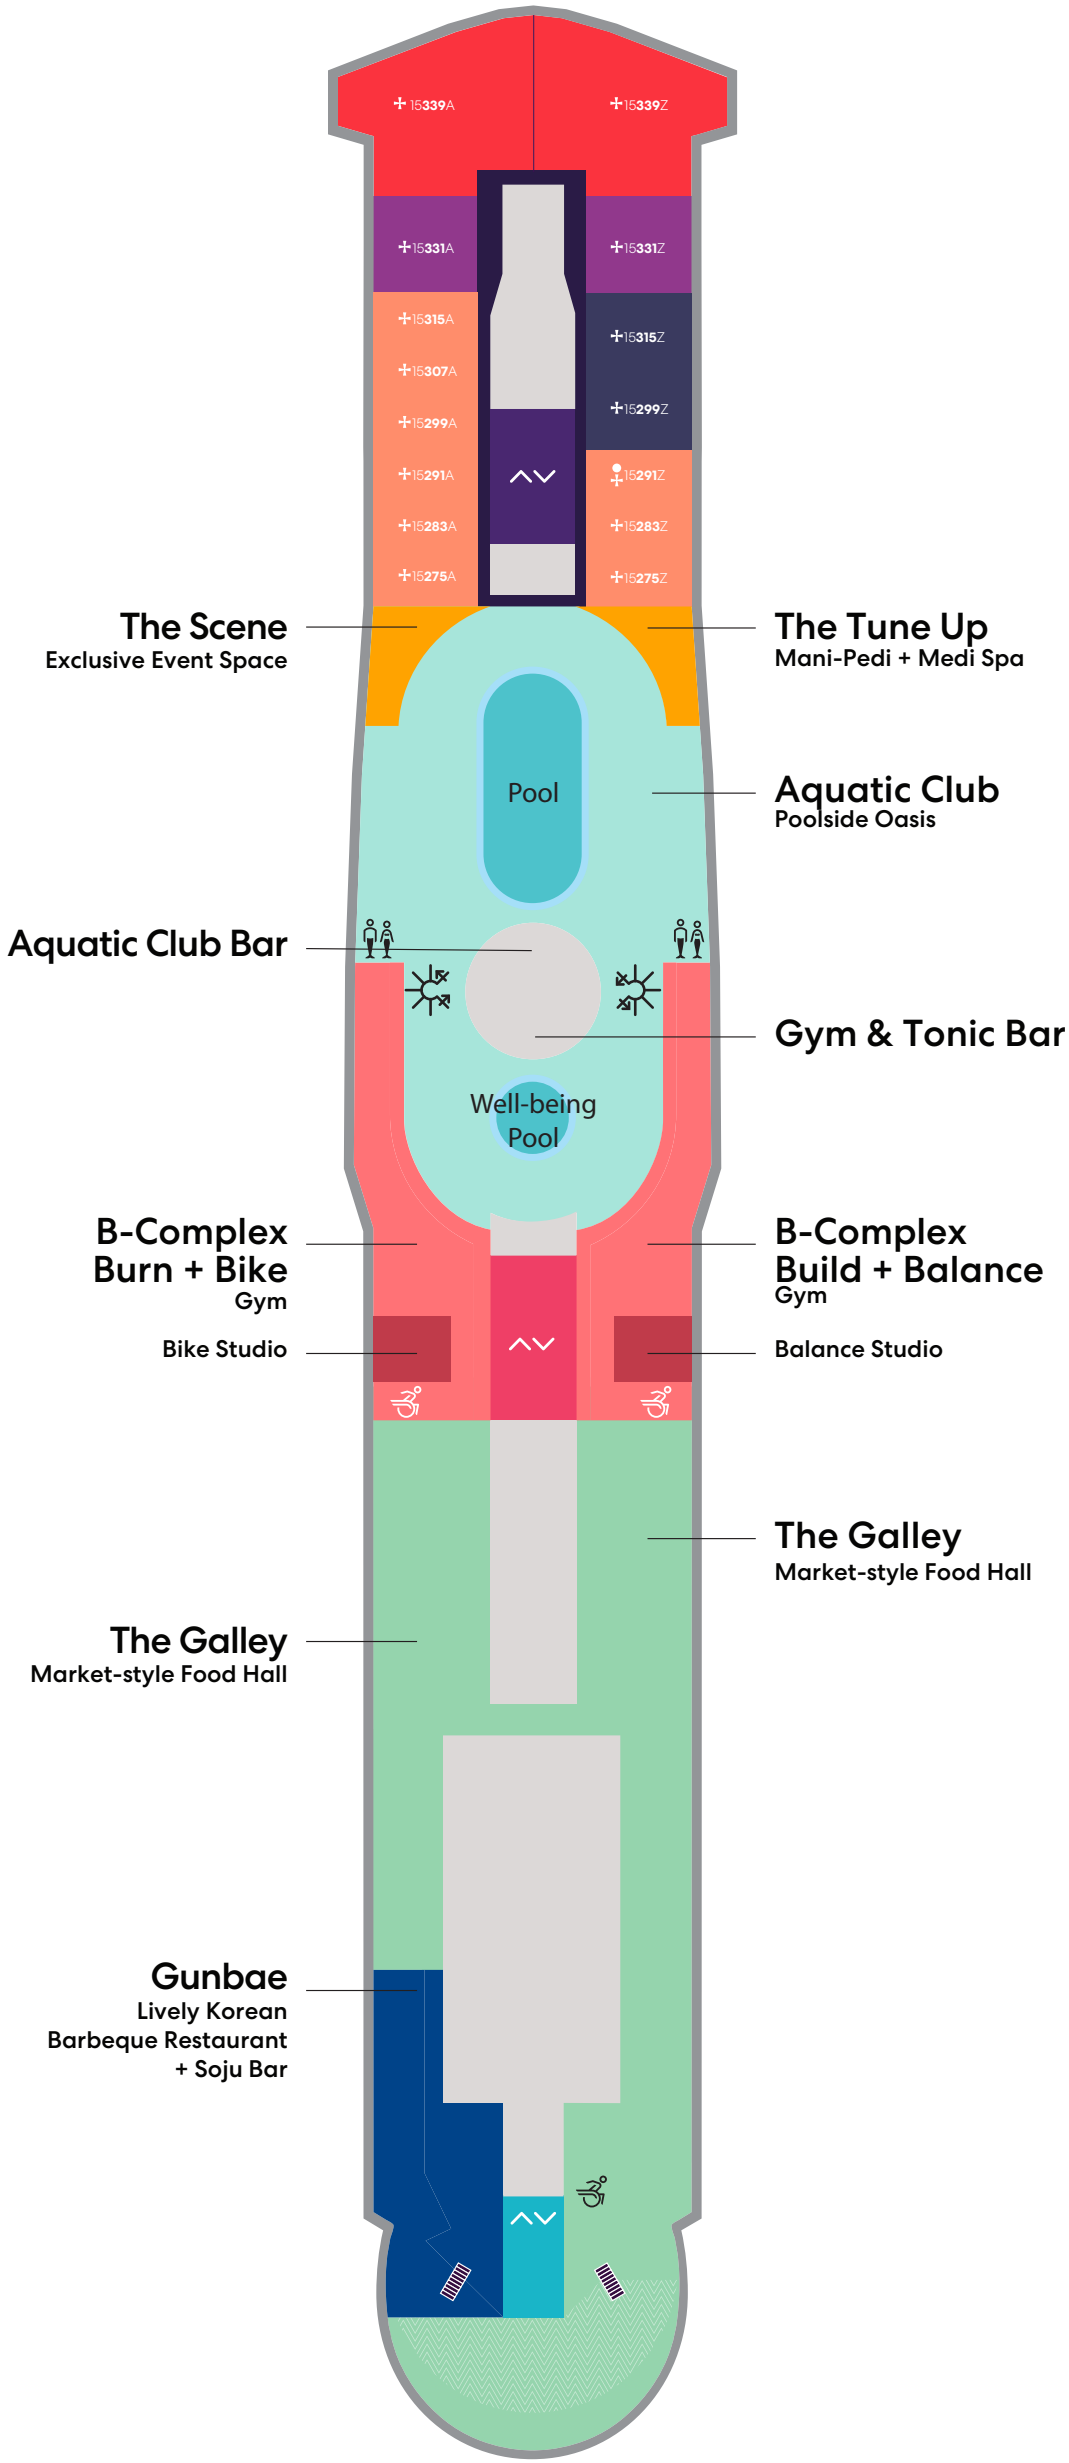 15339A 15339Z
15331A 15331Z
15315A 15315Z
15307A
15299A 15299Z
15291A 15291Z
15283A 15283Z
15275A 15275Z
The Scene
Exclusive Event Space
The Tune Up
Mani-Pedi + Medi Spa
Pool
Aquatic Club
Poolside Oasis
Aquatic Club Bar
Gym & Tonic Bar
Well-being
Pool
B-Complex
Burn + Bike
Gym
B-Complex
Build + Balance
Gym
Bike Studio
Balance Studio
The Galley
Market-style Food Hall
The Galley
Market-style Food Hall
Gunbae
Lively Korean
Barbeque Restaurant
+ Soju Bar